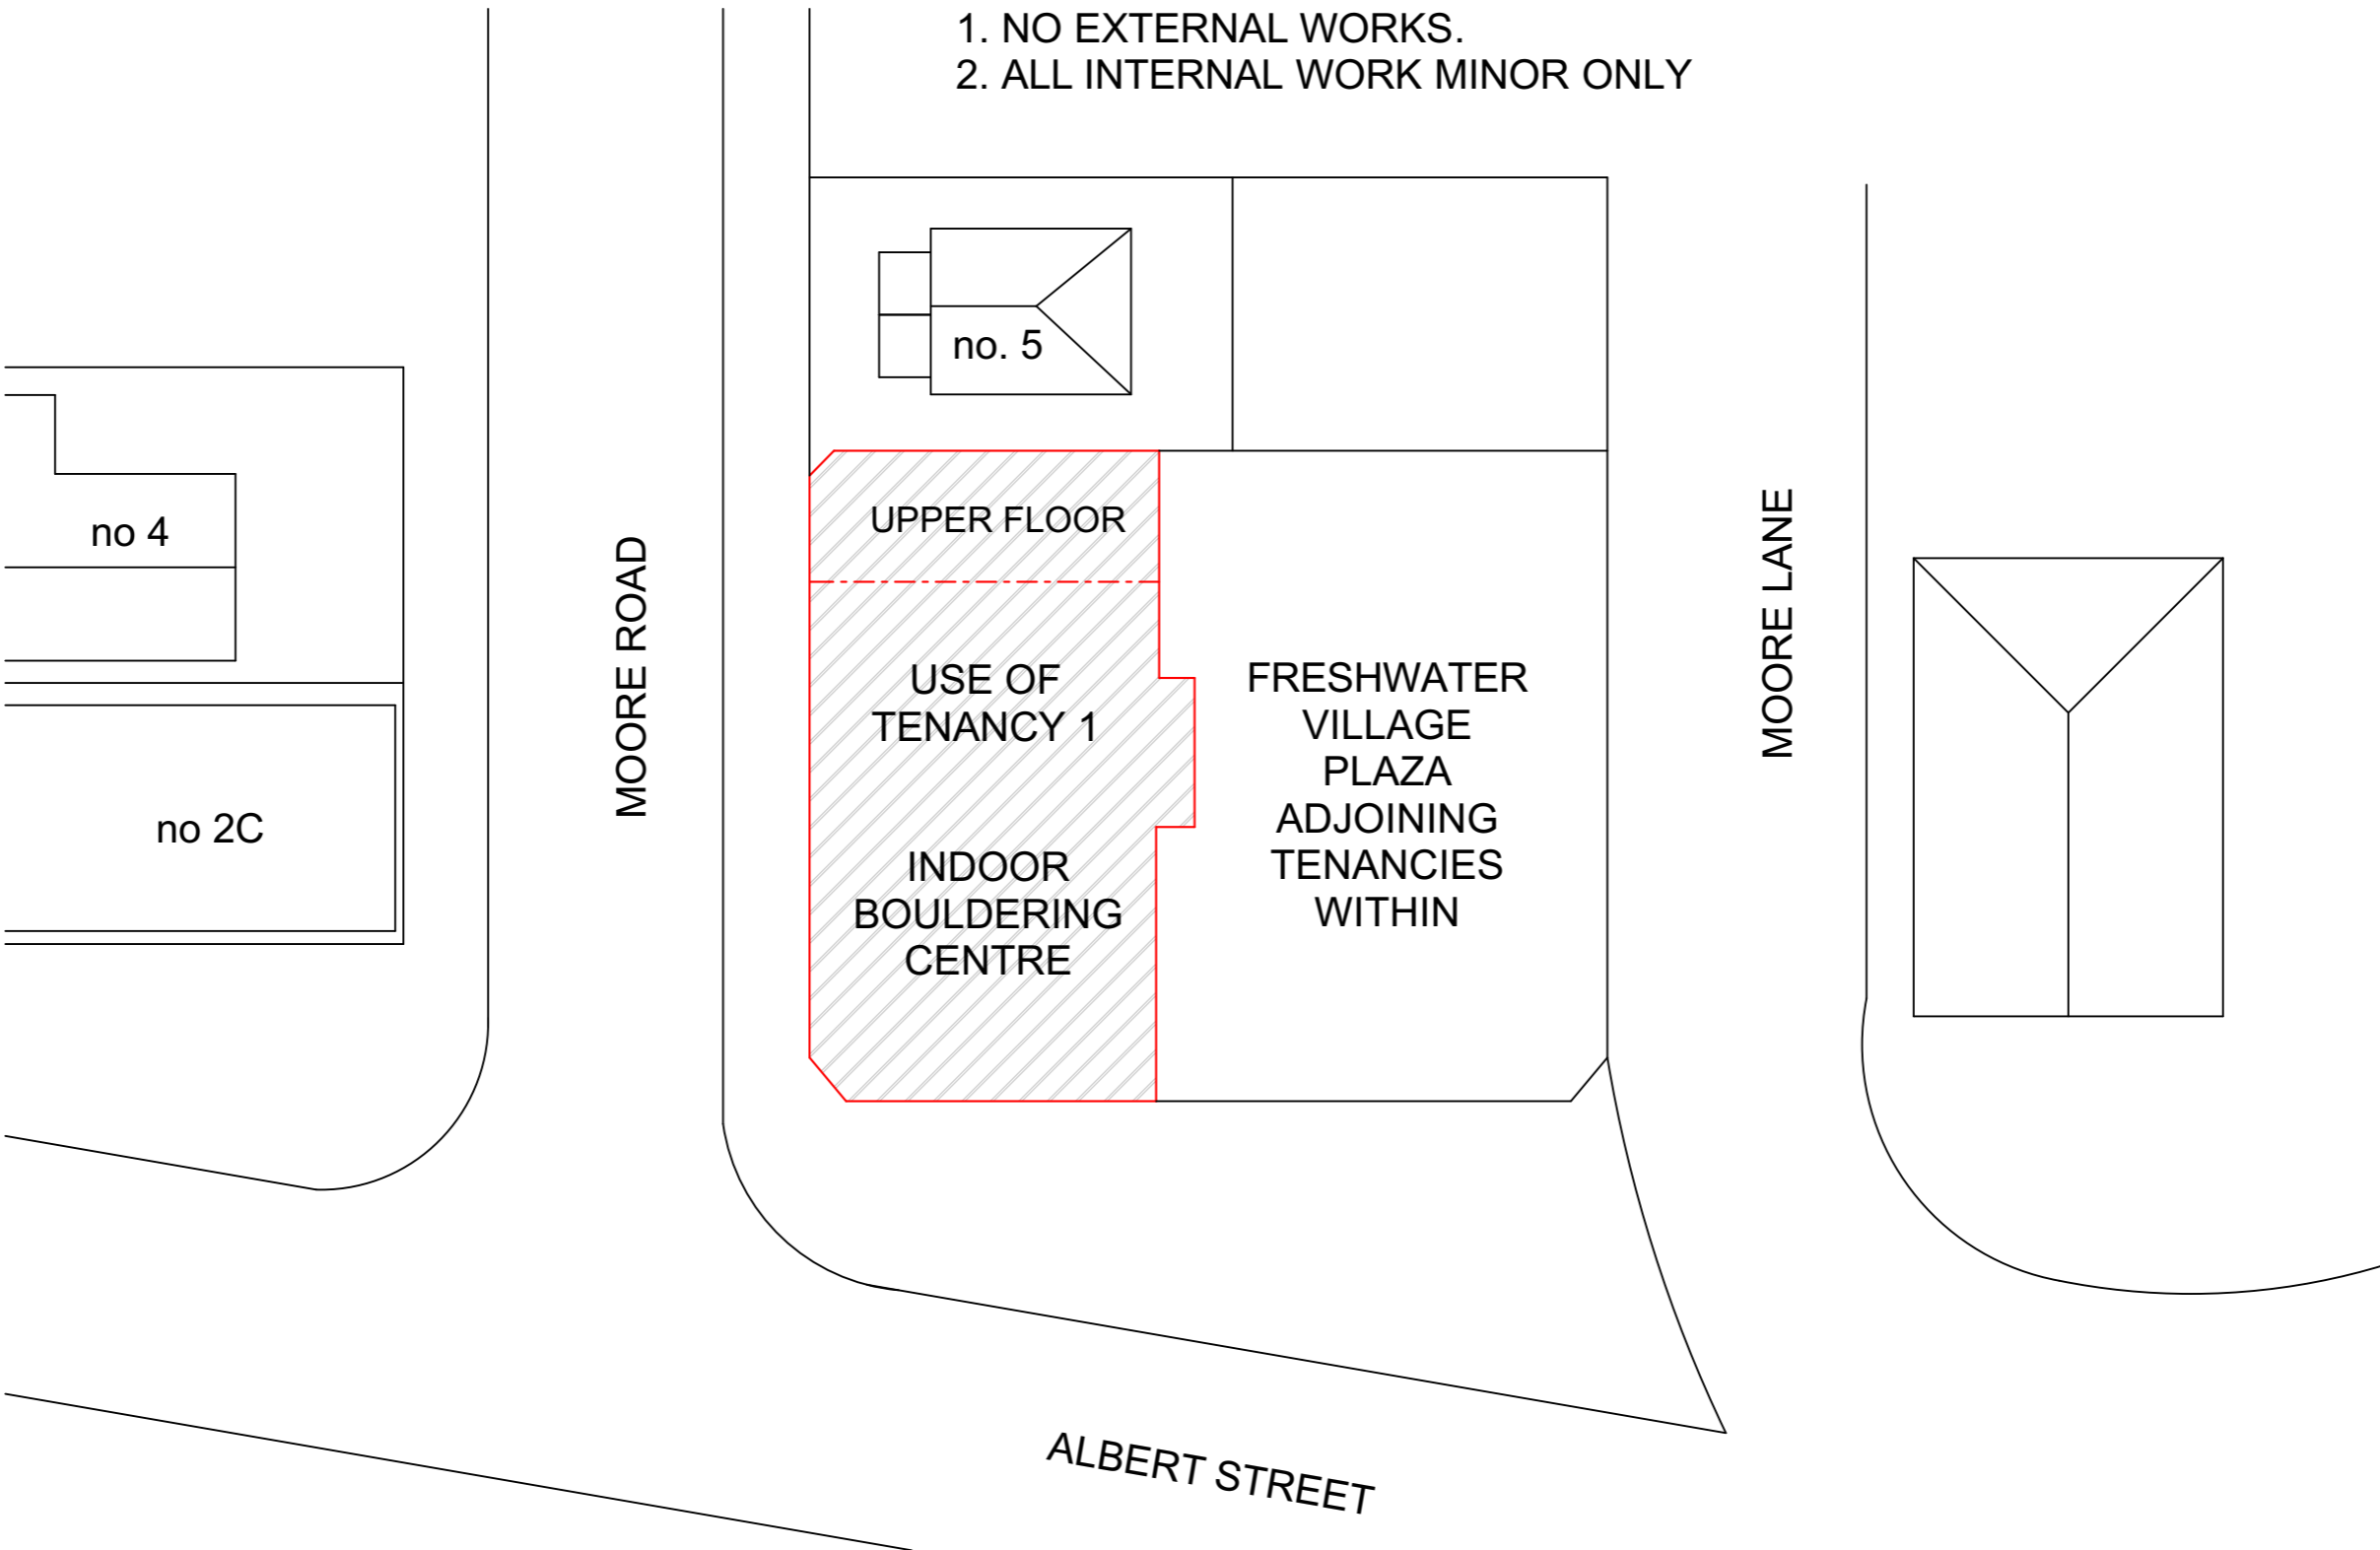 1. NO EXTERNAL WORKS.
2. ALL INTERNAL WORK MINOR ONLY
no. 5
no 4
UPPER FLOOR
MOORE ROAD
MOORE LANE
USE OF
TENANCY 1
INDOOR
BOULDERING
CENTRE
FRESHWATER
VILLAGE
PLAZA
ADJOINING
TENANCIES
WITHIN
no 2C
ALBERT STREET